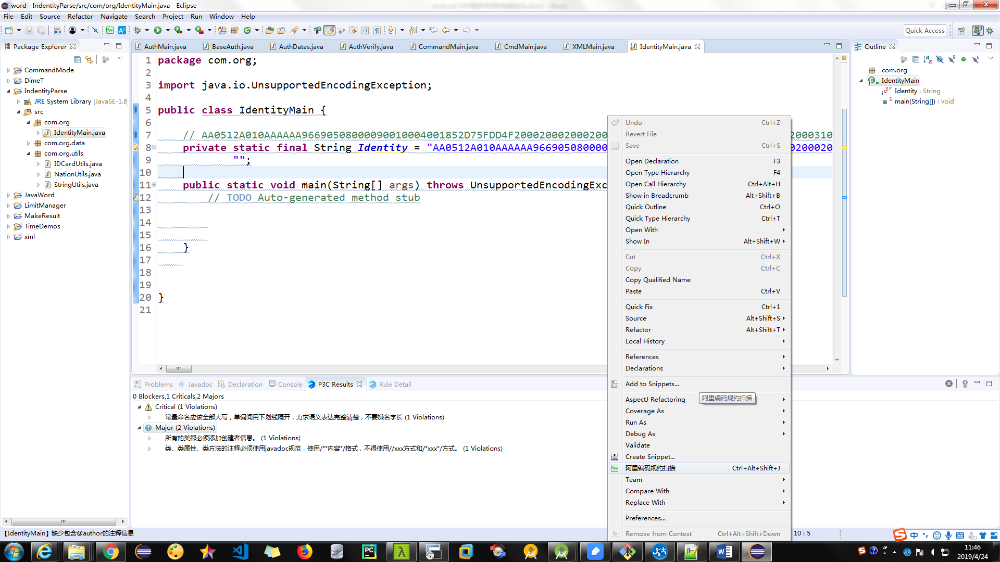 word - IndentityParse/src/com/org/IdentityMain.java - Eclipse
File Edit Source Refactor Navigate Search Project Run Window Help
Quick Access
Package Explorer
CommandMode
DimeT
IndentityParse
JRE System Library [JavaSE-1.8
src
com.org
IdentityMain.java
com.org.data
com.org.utils
IDCardUtils.java
NationUtils.java
StringUtils.java
JavaWord
LimitManager
MakeResult
TimeDemos
xml
AuthMain.java BaseAuth.java AuthDatas.java AuthVerify.java CommandMain.java CmdMain.java XMLMain.java IdentityMain.java
1 package com.org;
2
3 import java.io.UnsupportedEncodingException;
4
5 public class IdentityMain {
6
7 // AA0512A010AAAAAA96690508000090010004001852D75FDD4F200020002000200 2000310
8 private static final String Identity = "AA0512A010AAAAAA966905080000 0200020
9 "";
10
11 public static void main(String[] args) throws UnsupportedEncodingExc
12 // TODO Auto-generated method stub
13
14
15
16 }
17
18
19
20 }
21
Undo Ctrl+Z
Revert File
Save Ctrl+S
Open Declaration F3
Open Type Hierarchy F4
Open Call Hierarchy Ctrl+Alt+H
Show in Breadcrumb Alt+Shift+B
Quick Outline Ctrl+O
Quick Type Hierarchy Ctrl+T
Open With
Show In Alt+Shift+W
Cut Ctrl+X
Copy Ctrl+C
Copy Qualified Name
Paste Ctrl+V
Quick Fix Ctrl+1
Source Alt+Shift+S
Refactor Alt+Shift+T
Local History
References
Declarations
Add to Snippets...
AspectJ Refactoring
阿里编码规约扫描
Coverage As
Run As
Debug As
Validate
Create Snippet...
阿里编码规约扫描 Ctrl+Alt+Shift+J
Team
Compare With
Replace With
Preferences...
Remove from Context Ctrl+Alt+Shift+Down
Outline
com.org
IdentityMain
Identity : String
main(String[]) : void
Problems Javadoc Declaration Console P3C Results Rule Detail
0 Blockers,1 Criticals,2 Majors
Critical (1 Violations)
常量命名应该全部大写，单词间用下划线隔开，力求语义表达完整清楚，不要嫌名字长 (1 Violations)
Major (2 Violations)
所有的类都必须添加创建者信息。 (1 Violations)
类、类属性、类方法的注释必须使用javadoc规范，使用/**内容*/格式，不得使用//xxx方式和/*xxx*/方式。 (1 Violations)
【IdentityMain】缺少包含@author的注释信息
10 : 5
中
11:46
2019/4/24